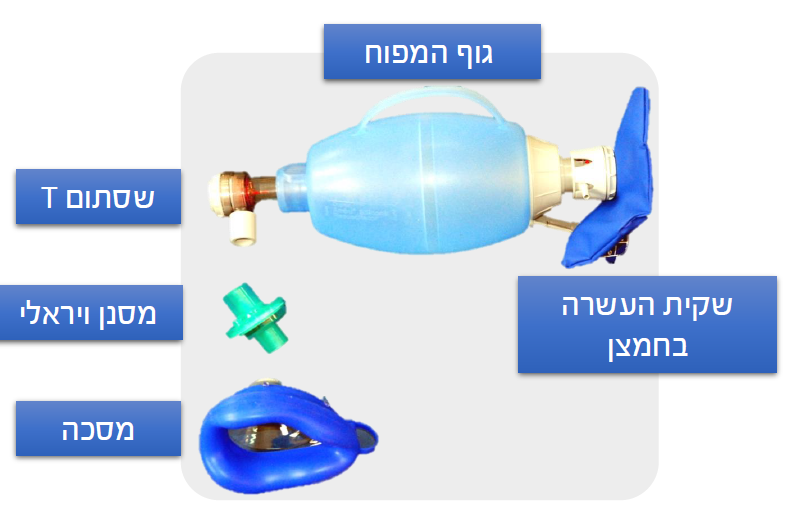 גוף המפוח
שסתום T
מסנן ויראלי
שקית העשרה
בחמצן
מסכה